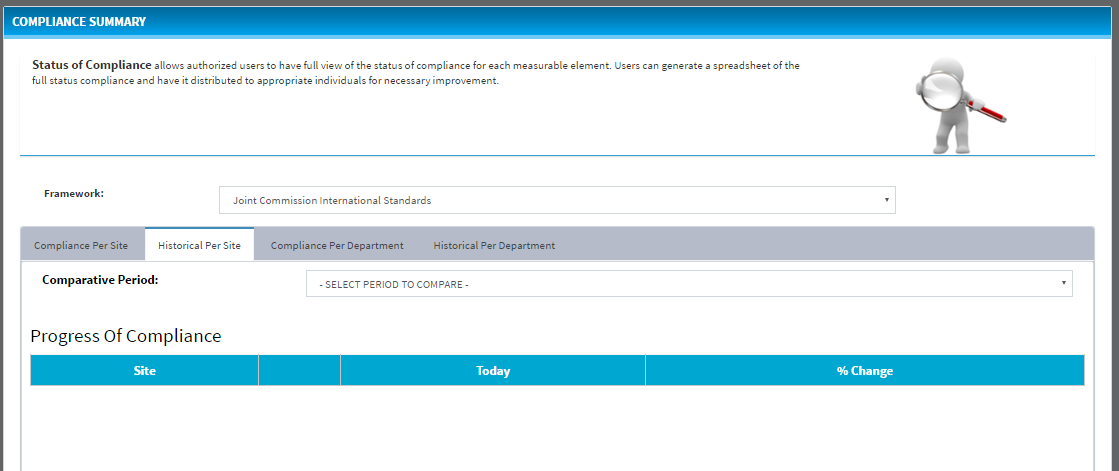 COMPLIANCE SUMMARY
Status of Compliance allows authorized users to have full view of the status of compliance for each measurable element. Users can generate a spreadsheet of the
full status compliance and have it distributed to appropriate individuals for necessary improvement.
Framework:
Joint Commission International Standards
Compliance Per Site
Historical Per Site
Compliance Per Department
Historical Per Department
Comparative Period:
- SELECT PERIOD TO COMPARE -
Progress Of Compliance
Site
Today
% Change